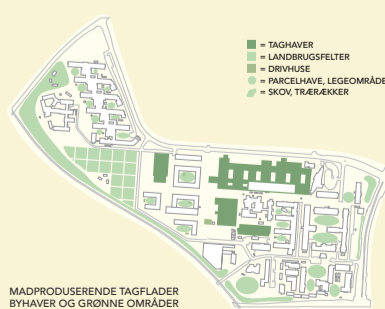 = TAGHAVER
= LANDBRUGSFELTER
= DRIVHUSE
= PARCELHAVE, LEGEOMRÅDE
= SKOV, TRÆRÆKKER
MADPRODUSERENDE TAGFLADER
BYHAVER OG GRØNNE OMRÅDER